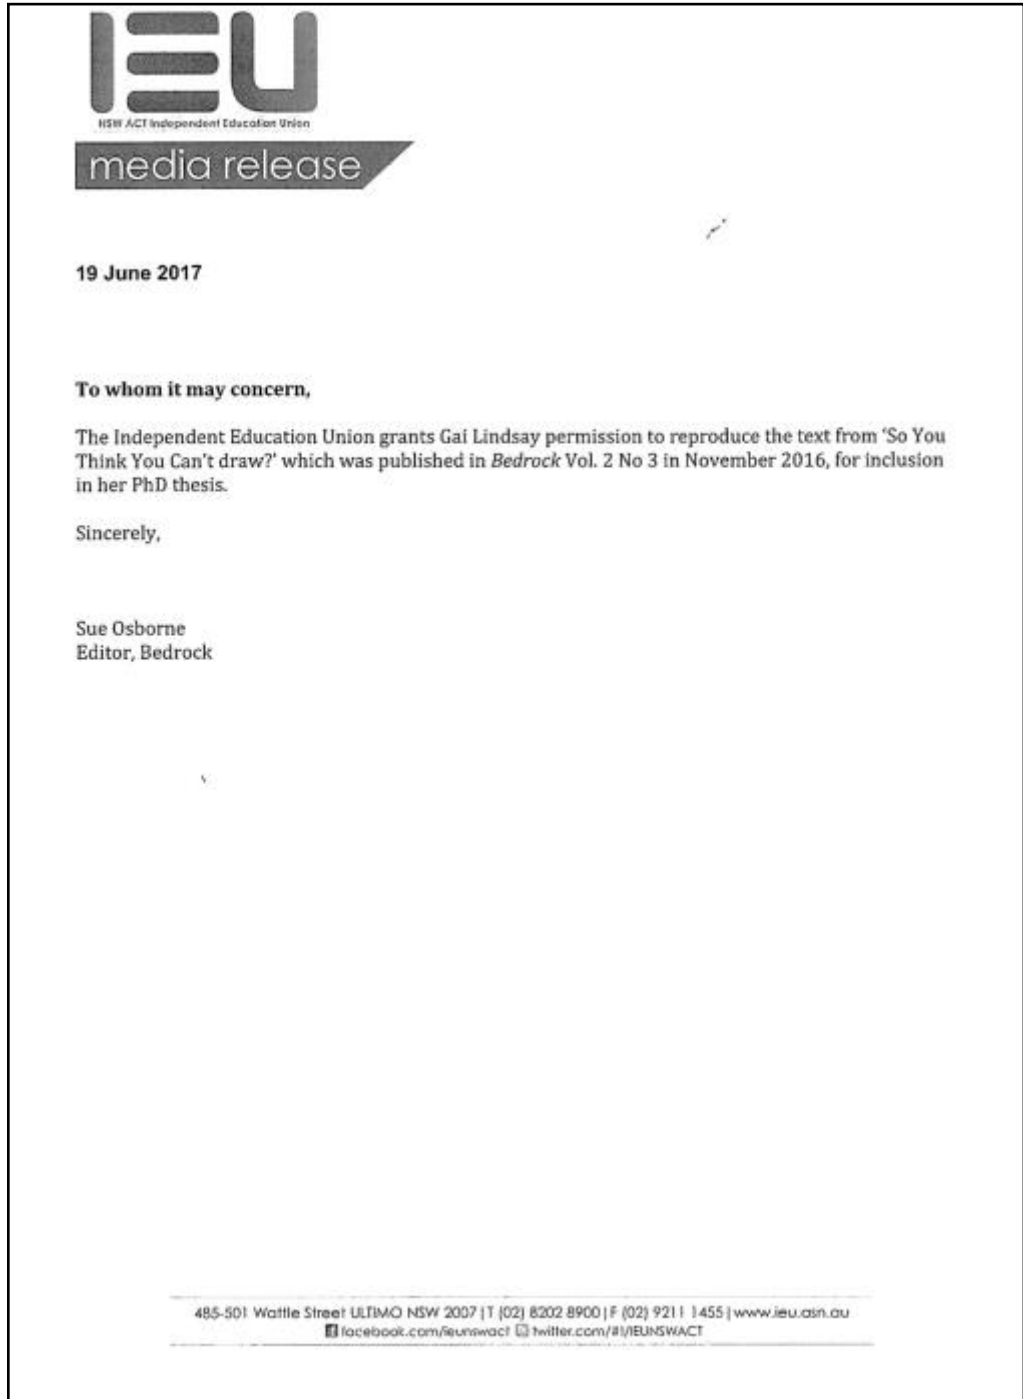 IEU
NSW ACT Independent Education Union
media release
19 June 2017
To whom it may concern,
The Independent Education Union grants Gai Lindsay permission to reproduce the text from ‘So You
Think You Can't draw?’ which was published in Bedrock Vol. 2 No 3 in November 2016, for inclusion
in her PhD thesis.
Sincerely,
Sue Osborne
Editor, Bedrock
485-501 Wattle Street ULTIMO NSW 2007 | T (02) 8202 8900 | F (02) 9211 1455 | www.ieu.asn.au
facebook.com/ieunswact twitter.com/#!/IEUNSWACT